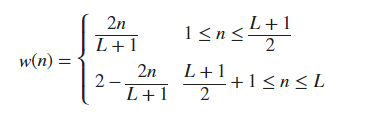 w(n) = { 2n/(L+1)    1 ≤ n ≤ (L+1)/2
2 − 2n/(L+1)    (L+1)/2 + 1 ≤ n ≤ L